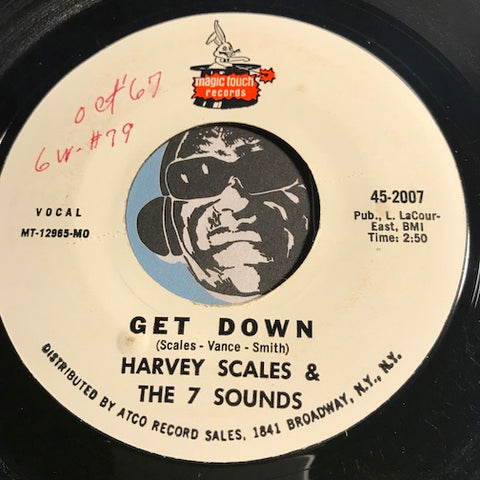 magic touch
records
oct '67
6w-#79
VOCAL
MT-12965-MO
45-2007
Pub., L. LaCour-
East, BMI
Time: 2:50
GET DOWN
(Scales - Vance - Smith)
HARVEY SCALES &
THE 7 SOUNDS
DISTRIBUTED BY ATCO RECORD SALES, 1841 BROADWAY, N.Y., N.Y.